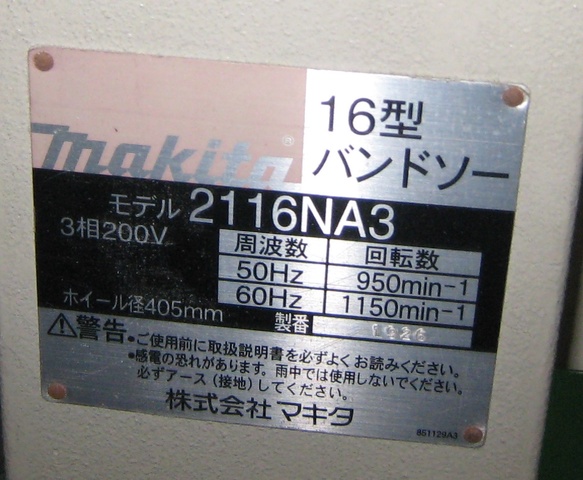 makita®
16型
バンドソー
モデル 2116NA3
3相200V
周波数 回転数
50Hz 950min-1
60Hz 1150min-1
ホイール径405mm
製番 1926
⚠警告
•ご使用前に取扱説明書を必ずよくお読みください。
•感電の恐れがあります。雨中では使用しないでください。
必ずアース（接地）してください。
株式会社 マキタ
851129A3